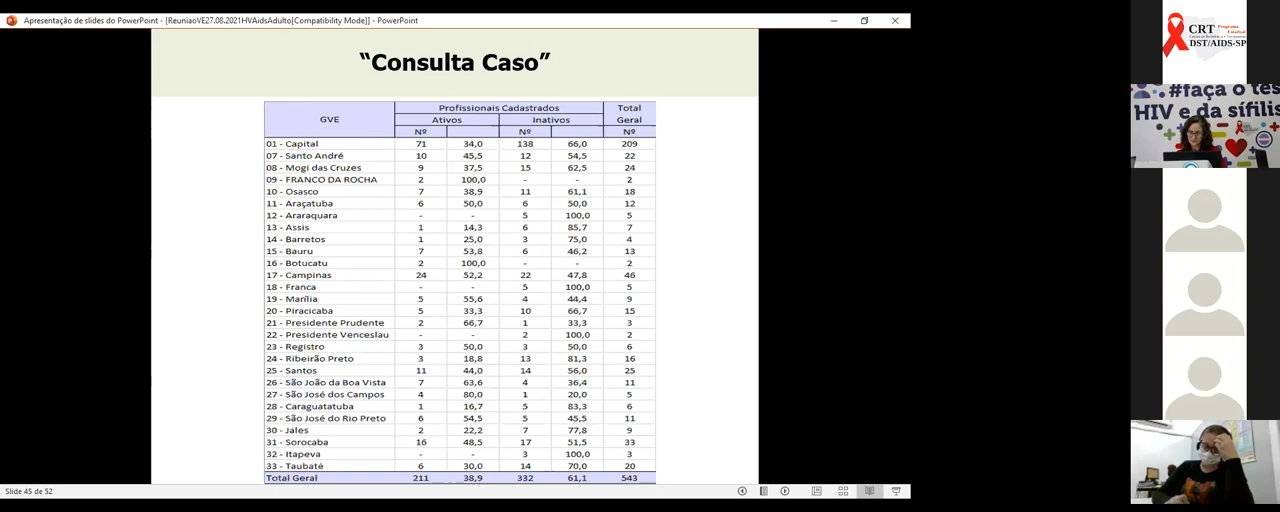 Apresentação de slides do PowerPoint - [ReuniaoVE27.08.2021HVAidsAdulto[Compatibility Mode]] - PowerPoint
"Consulta Caso"
GVE Profissionais Cadastrados Total Geral
Ativos Inativos
Nº Nº Nº
01 - Capital 71 34,0 138 66,0 209
07 - Santo André 10 45,5 12 54,5 22
08 - Mogi das Cruzes 9 37,5 15 62,5 24
09 - FRANCO DA ROCHA 2 100,0 - - 2
10 - Osasco 7 38,9 11 61,1 18
11 - Araçatuba 6 50,0 6 50,0 12
12 - Araraquara - - 5 100,0 5
13 - Assis 1 14,3 6 85,7 7
14 - Barretos 1 25,0 3 75,0 4
15 - Bauru 7 53,8 6 46,2 13
16 - Botucatu 2 100,0 - - 2
17 - Campinas 24 52,2 22 47,8 46
18 - Franca - - 5 100,0 5
19 - Marília 5 55,6 4 44,4 9
20 - Piracicaba 5 33,3 10 66,7 15
21 - Presidente Prudente 2 66,7 1 33,3 3
22 - Presidente Venceslau - - 2 100,0 2
23 - Registro 3 50,0 3 50,0 6
24 - Ribeirão Preto 3 18,8 13 81,3 16
25 - Santos 11 44,0 14 56,0 25
26 - São João da Boa Vista 7 63,6 4 36,4 11
27 - São José dos Campos 4 80,0 1 20,0 5
28 - Caraguatatuba 1 16,7 5 83,3 6
29 - São José do Rio Preto 6 54,5 5 45,5 11
30 - Jales 2 22,2 7 77,8 9
31 - Sorocaba 16 48,5 17 51,5 33
32 - Itapeva - - 3 100,0 3
33 - Taubaté 6 30,0 14 70,0 20
Total Geral 211 38,9 332 61,1 543
Slide 45 de 52
CRT
Programa
Estadual
DST/AIDS-SP
#faça o tes
HIV e da sífilis